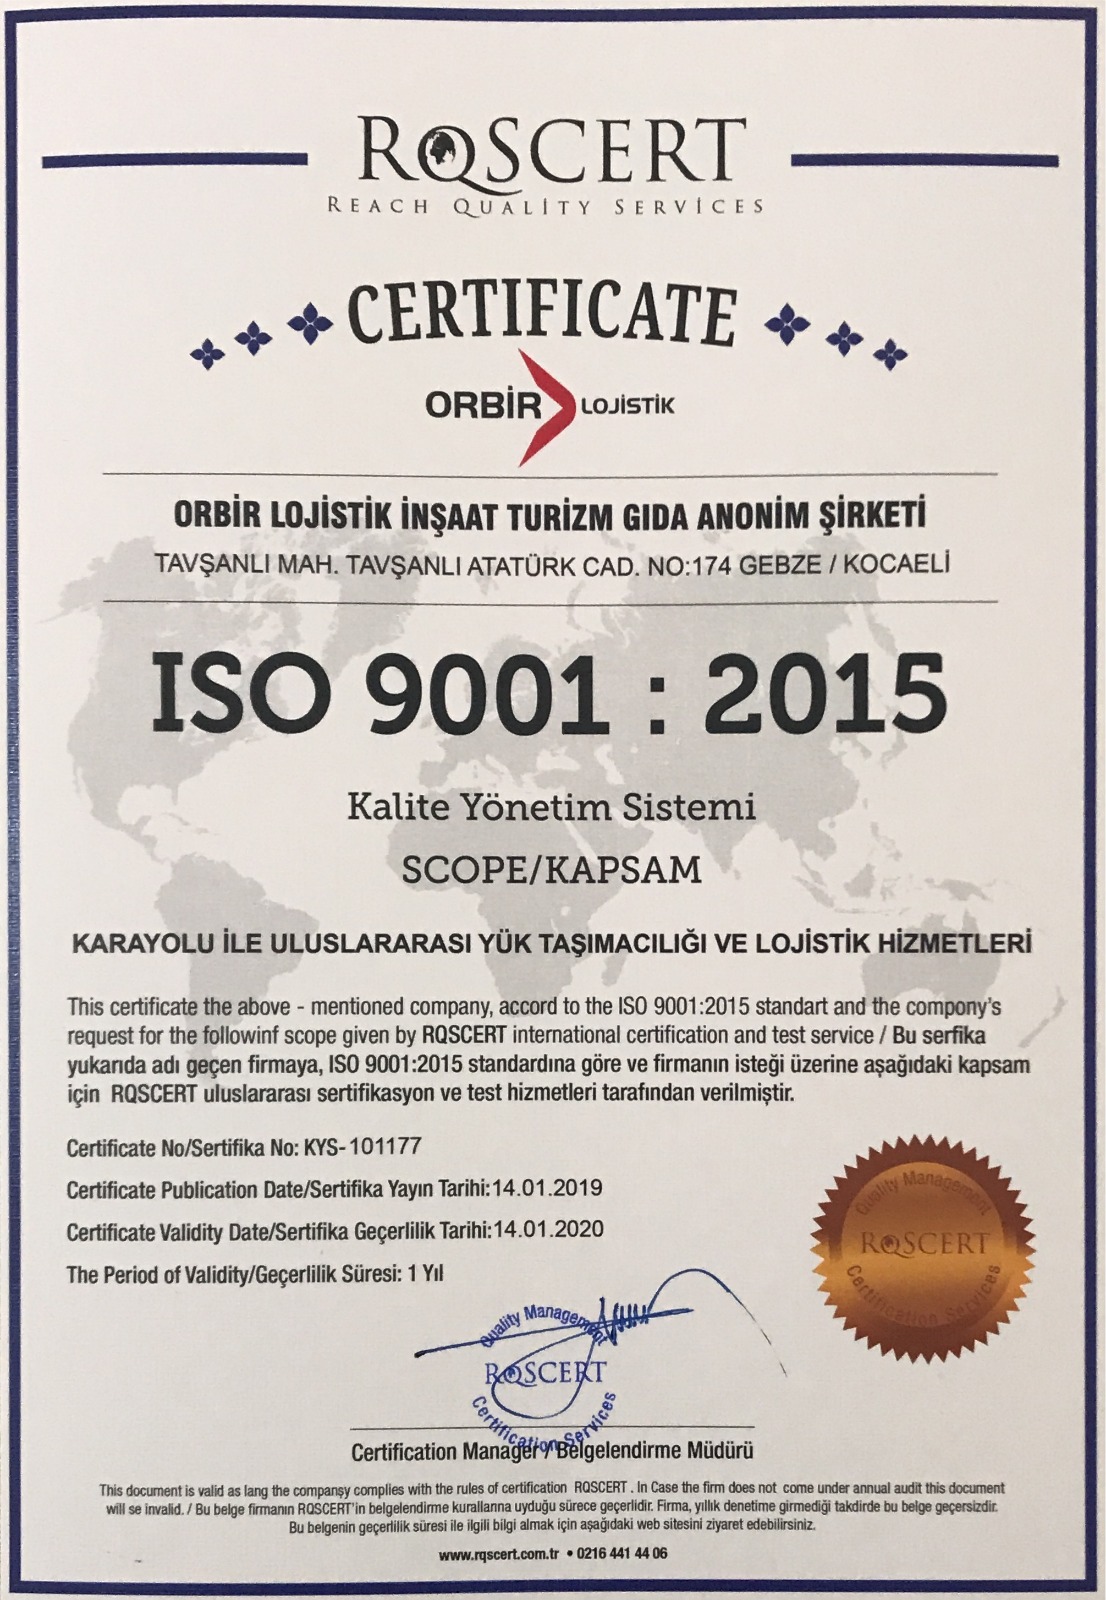 RQSCERT
REACH QUALİTY SERVİCES
CERTIFICATE
ORBİR LOJİSTİK
ORBİR LOJİSTİK İNŞAAT TURİZM GIDA ANONİM ŞİRKETİ
TAVŞANLI MAH. TAVŞANLI ATATÜRK CAD. NO:174 GEBZE / KOCAELİ
ISO 9001 : 2015
Kalite Yönetim Sistemi
SCOPE/KAPSAM
KARAYOLU İLE ULUSLARARASI YÜK TAŞIMACILIĞI VE LOJİSTİK HİZMETLERİ
This certificate the above - mentioned company, accord to the ISO 9001:2015 standart and the compony's
request for the followinf scope given by RQSCERT international certification and test service / Bu serfika
yukarıda adı geçen firmaya, ISO 9001:2015 standardına göre ve firmanın isteği üzerine aşağıdaki kapsam
için RQSCERT uluslararası sertifikasyon ve test hizmetleri tarafından verilmiştir.
Certificate No/Sertifika No: KYS-101177
Certificate Publication Date/Sertifika Yayın Tarihi:14.01.2019
Certificate Validity Date/Sertifika Geçerlilik Tarihi:14.01.2020
The Period of Validity/Geçerlilik Süresi: 1 Yıl
Quality Management
RQSCERT
Certification Services
Quality Management
RQSCERT
Certification Services
Certification Manager / Belgelendirme Müdürü
This document is valid as lang the companşy complies with the rules of certification RQSCERT . In Case the firm does not come under annual audit this document
will se invalid. / Bu belge firmanın RQSCERT'in belgelendirme kurallarına uyduğu sürece geçerlidir. Firma, yıllık denetime girmediği takdirde bu belge geçersizdir.
Bu belgenin geçerlilik süresi ile ilgili bilgi almak için aşağıdaki web sitesini ziyaret edebilirsiniz.
www.rqscert.com.tr • 0216 441 44 06